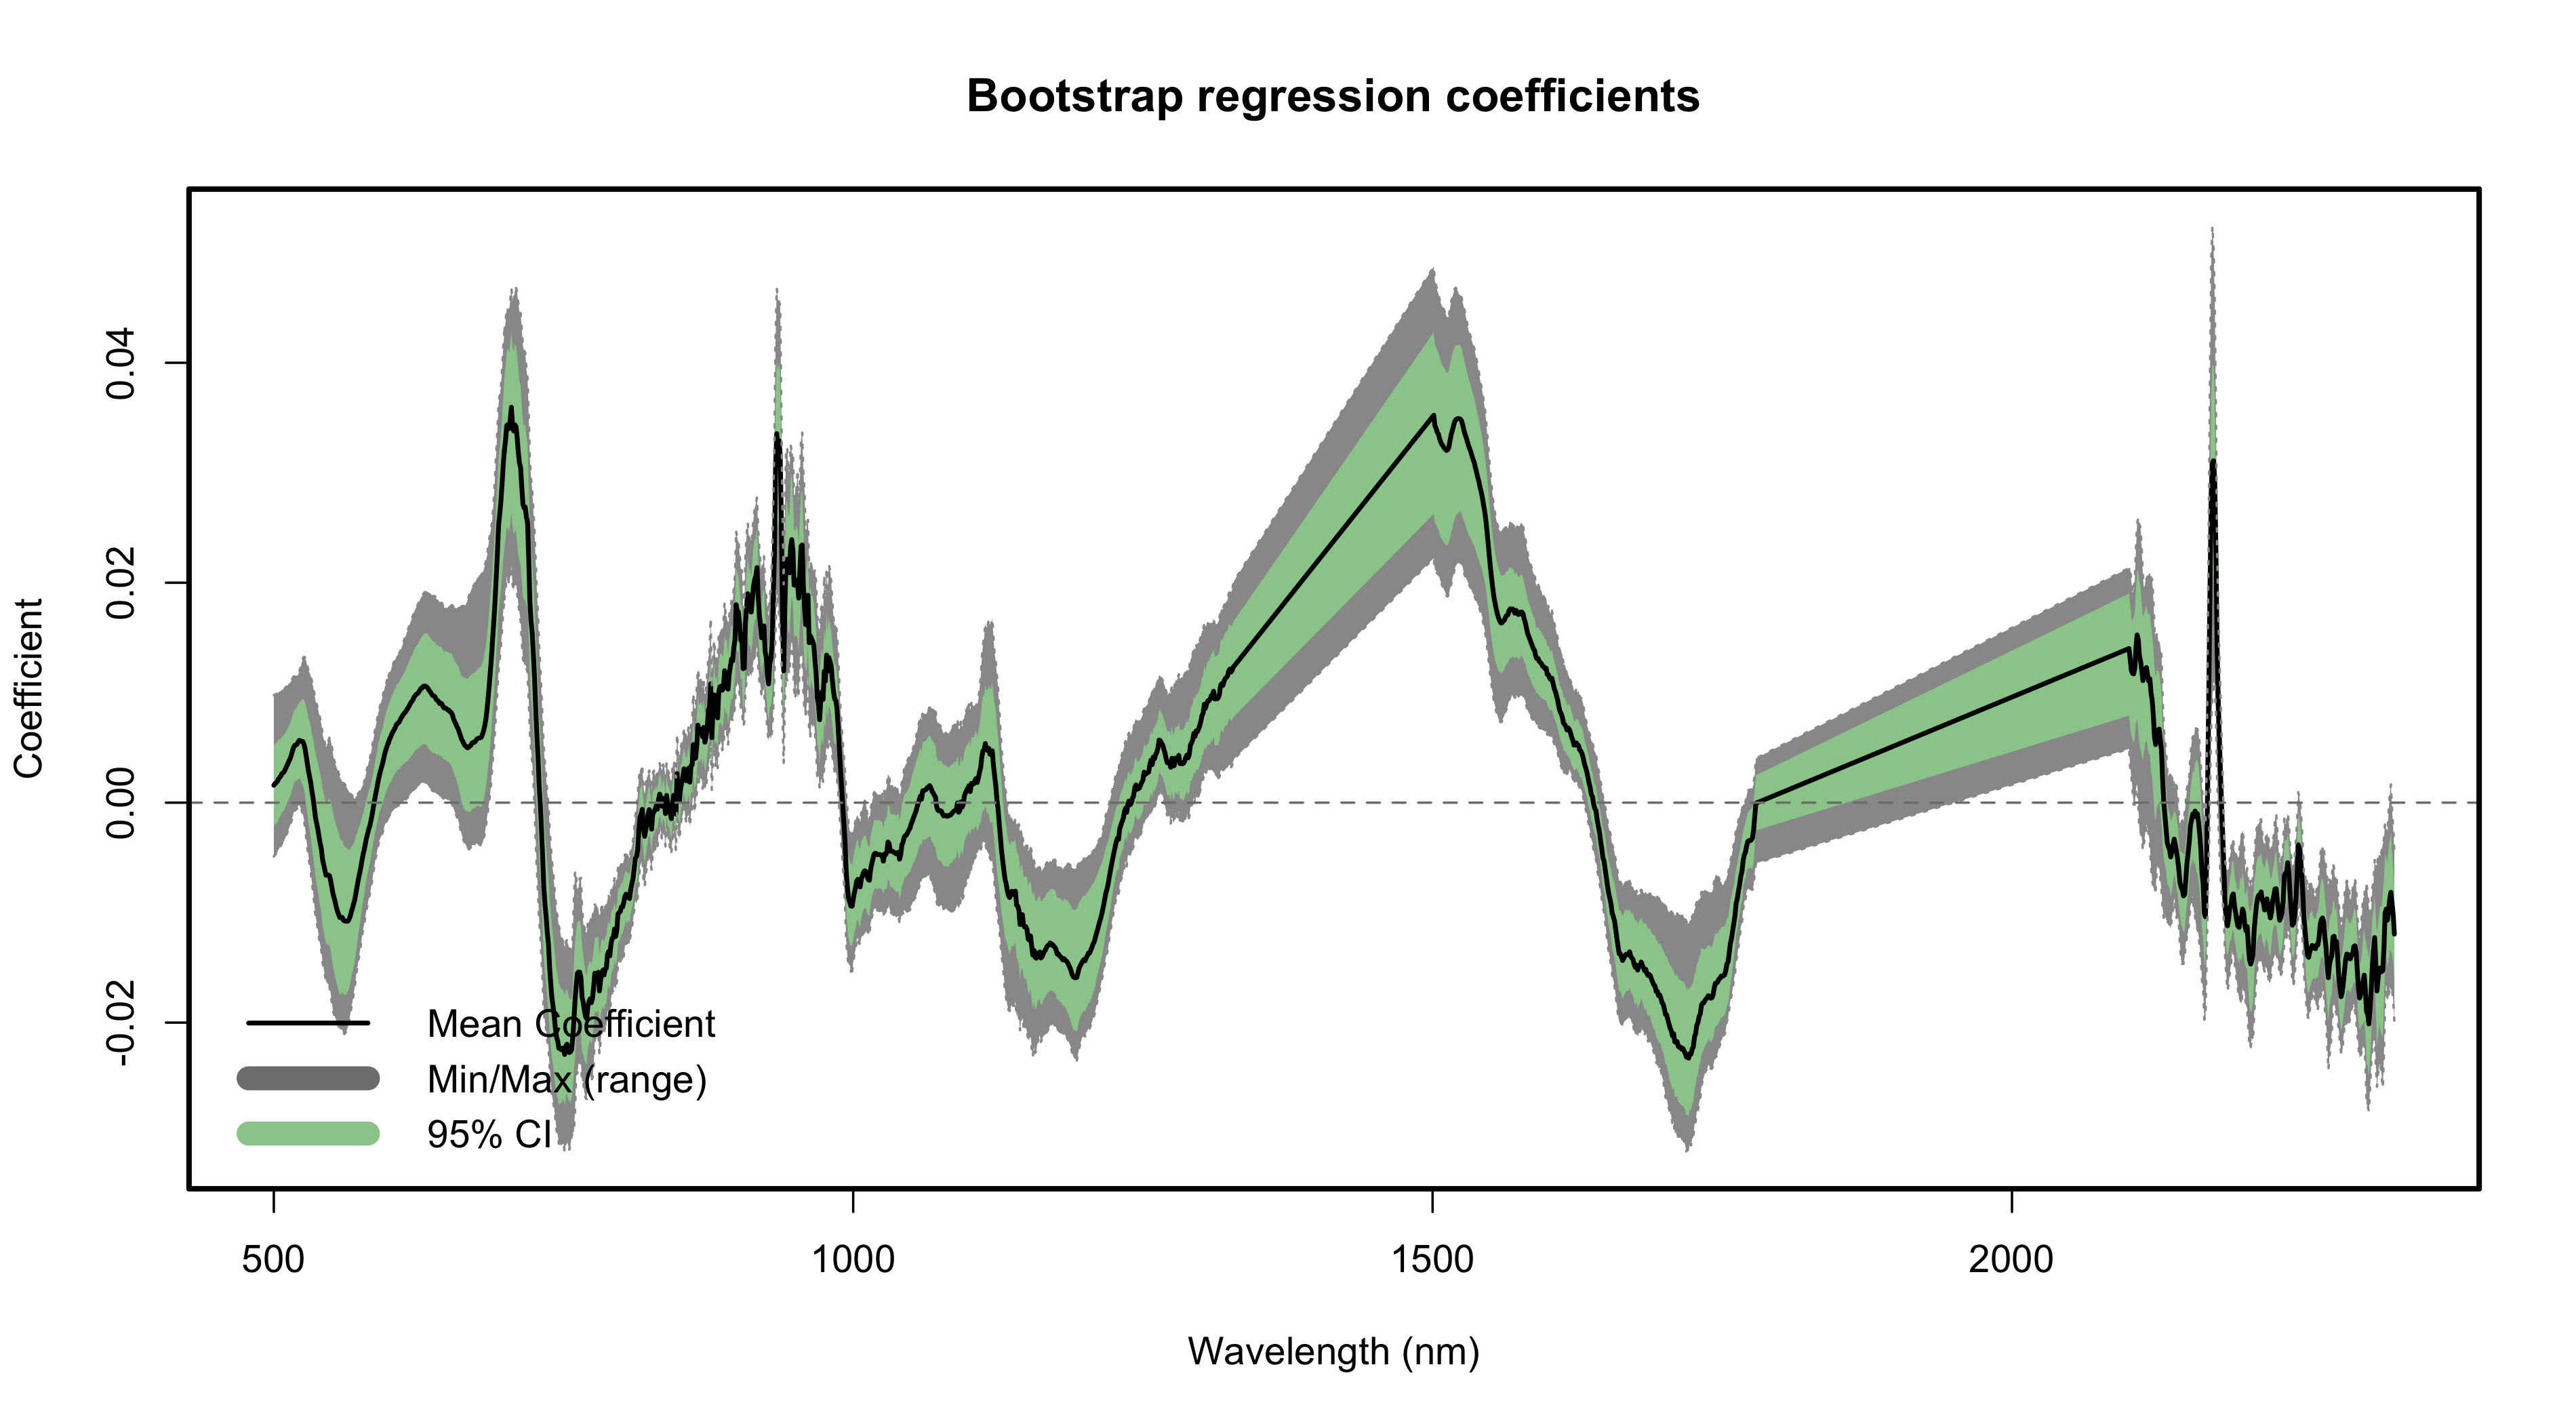 Bootstrap regression coefficients
Coefficient
0.04
0.02
0.00
-0.02
Mean Coefficient
Min/Max (range)
95% CI
500
1000
1500
2000
Wavelength (nm)